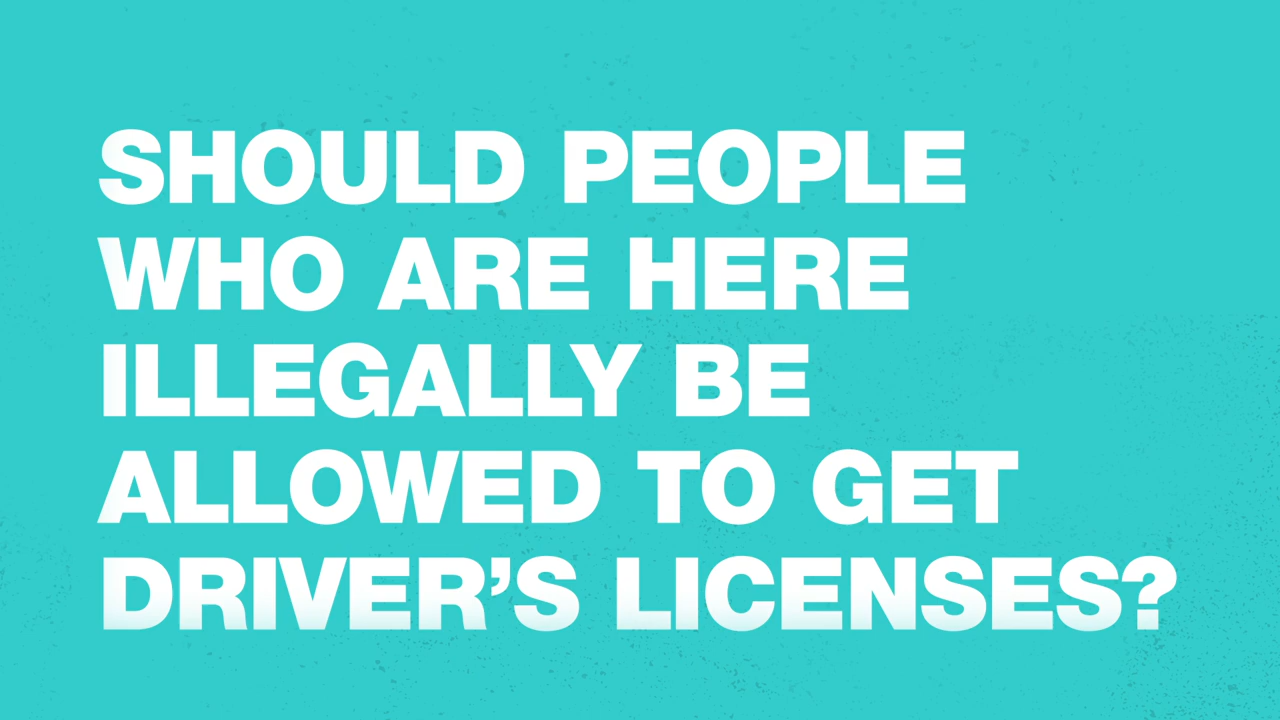 SHOULD PEOPLE
WHO ARE HERE
ILLEGALLY BE
ALLOWED TO GET
DRIVER’S LICENSES?